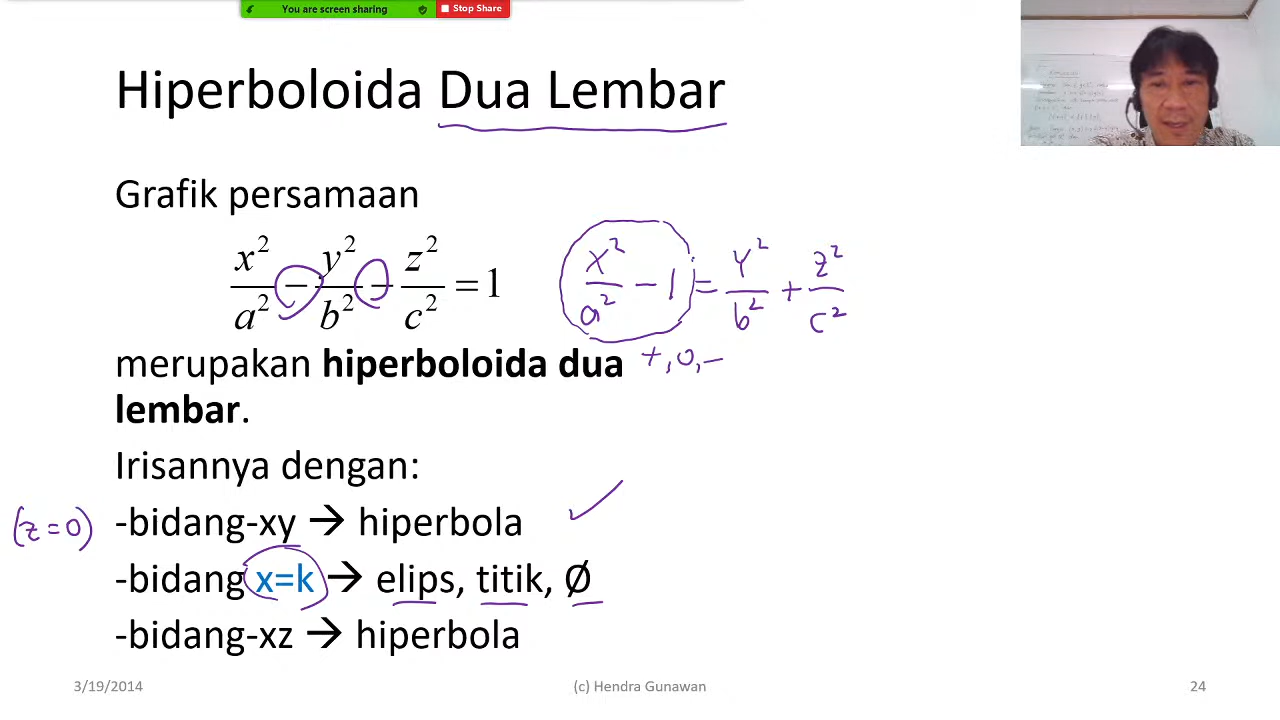 You are screen sharing Stop Share
Hiperboloida Dua Lembar
Grafik persamaan
x²/a² − y²/b² − z²/c² = 1
x²/a² − 1 = y²/b² + z²/c²
merupakan hiperboloida dua
+, 0, −
lembar.
Irisannya dengan:
(z=0) -bidang-xy → hiperbola ✓
-bidang x=k → elips, titik, Ø
-bidang-xz → hiperbola
3/19/2014 (c) Hendra Gunawan 24